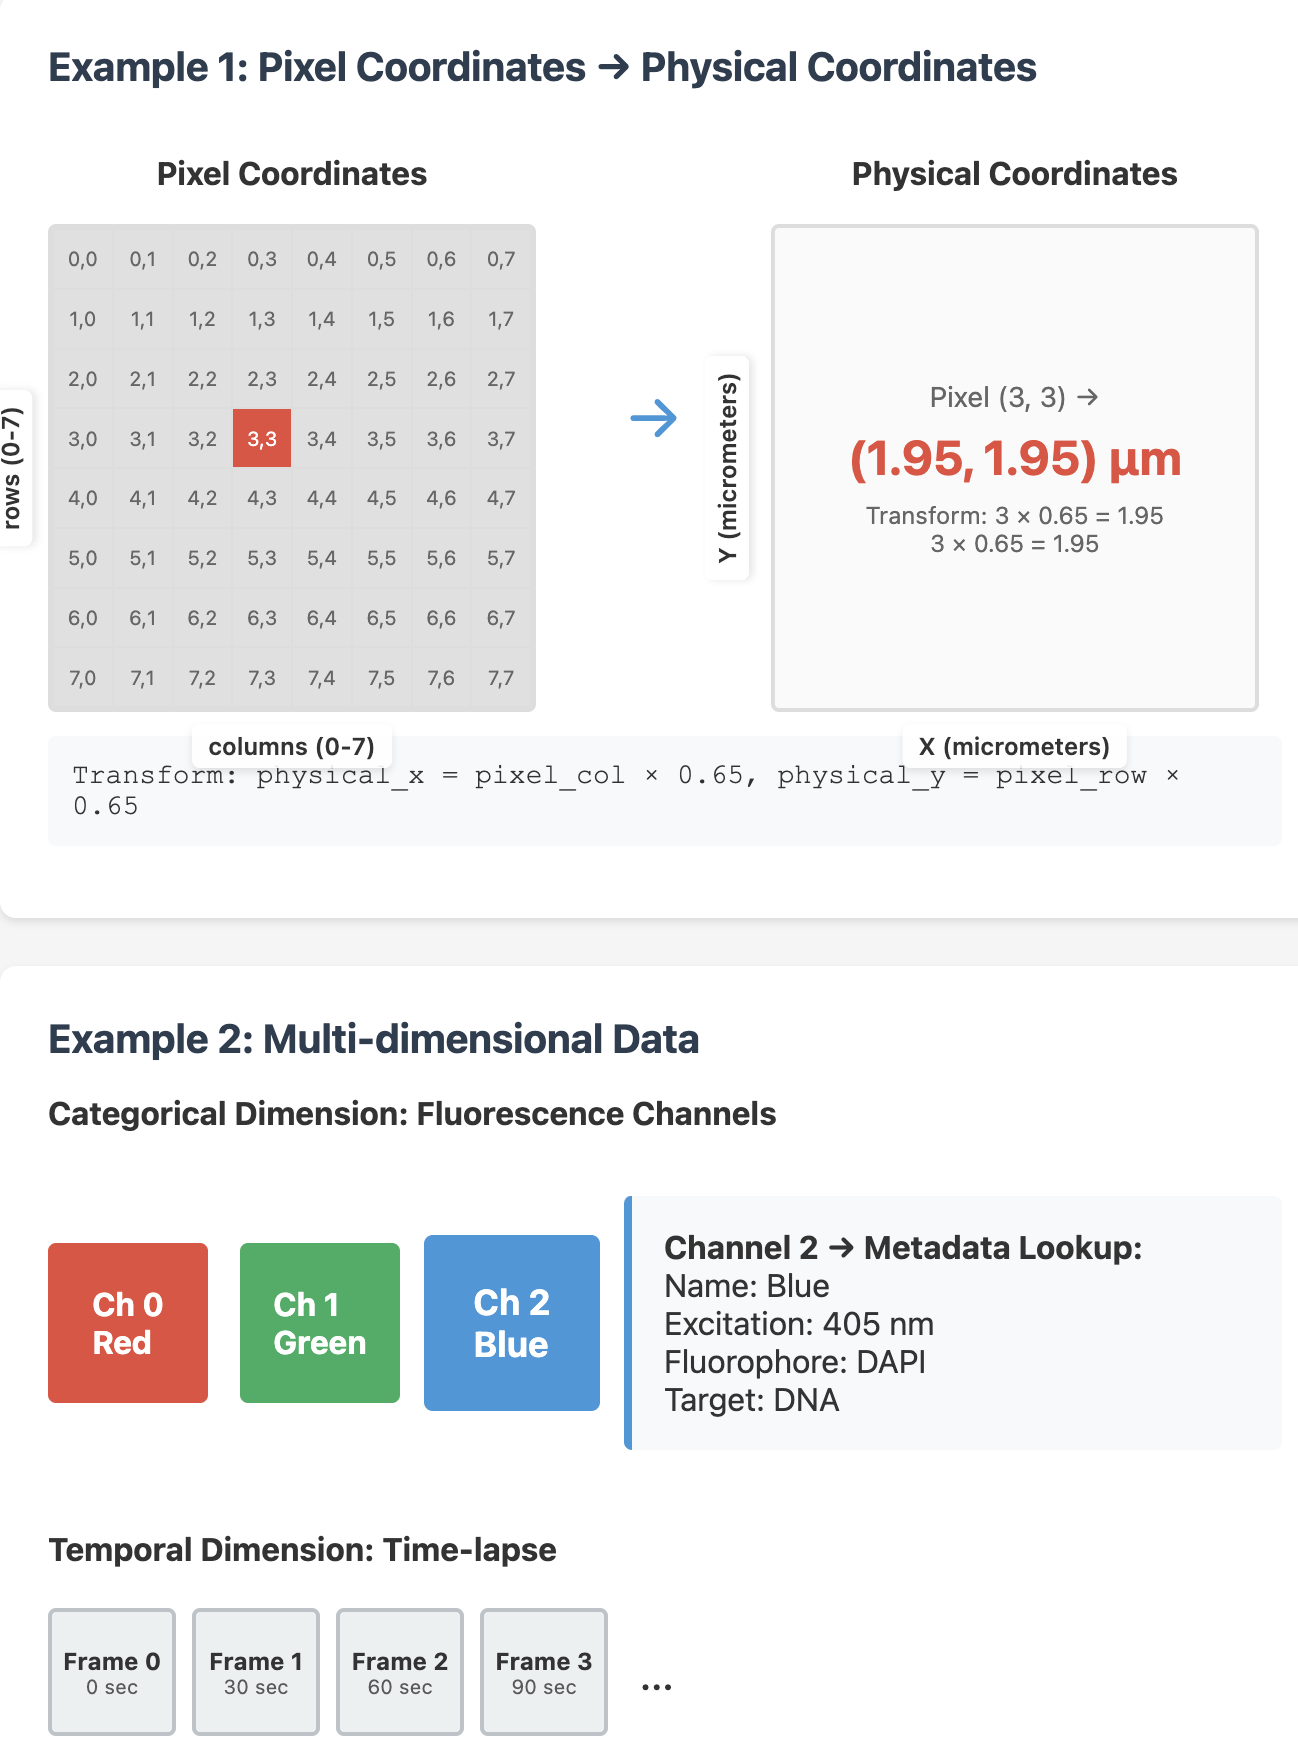 Example 1: Pixel Coordinates → Physical Coordinates
Pixel Coordinates
0,0 0,1 0,2 0,3 0,4 0,5 0,6 0,7
1,0 1,1 1,2 1,3 1,4 1,5 1,6 1,7
2,0 2,1 2,2 2,3 2,4 2,5 2,6 2,7
3,0 3,1 3,2 3,3 3,4 3,5 3,6 3,7
4,0 4,1 4,2 4,3 4,4 4,5 4,6 4,7
5,0 5,1 5,2 5,3 5,4 5,5 5,6 5,7
6,0 6,1 6,2 6,3 6,4 6,5 6,6 6,7
7,0 7,1 7,2 7,3 7,4 7,5 7,6 7,7
rows (0-7)
columns (0-7)
→
Physical Coordinates
Y (micrometers)
Pixel (3, 3) →
(1.95, 1.95) μm
Transform: 3 × 0.65 = 1.95
3 × 0.65 = 1.95
X (micrometers)
Transform: physical_x = pixel_col × 0.65, physical_y = pixel_row ×
0.65
Example 2: Multi-dimensional Data
Categorical Dimension: Fluorescence Channels
Ch 0
Red
Ch 1
Green
Ch 2
Blue
Channel 2 → Metadata Lookup:
Name: Blue
Excitation: 405 nm
Fluorophore: DAPI
Target: DNA
Temporal Dimension: Time-lapse
Frame 0
0 sec
Frame 1
30 sec
Frame 2
60 sec
Frame 3
90 sec
...